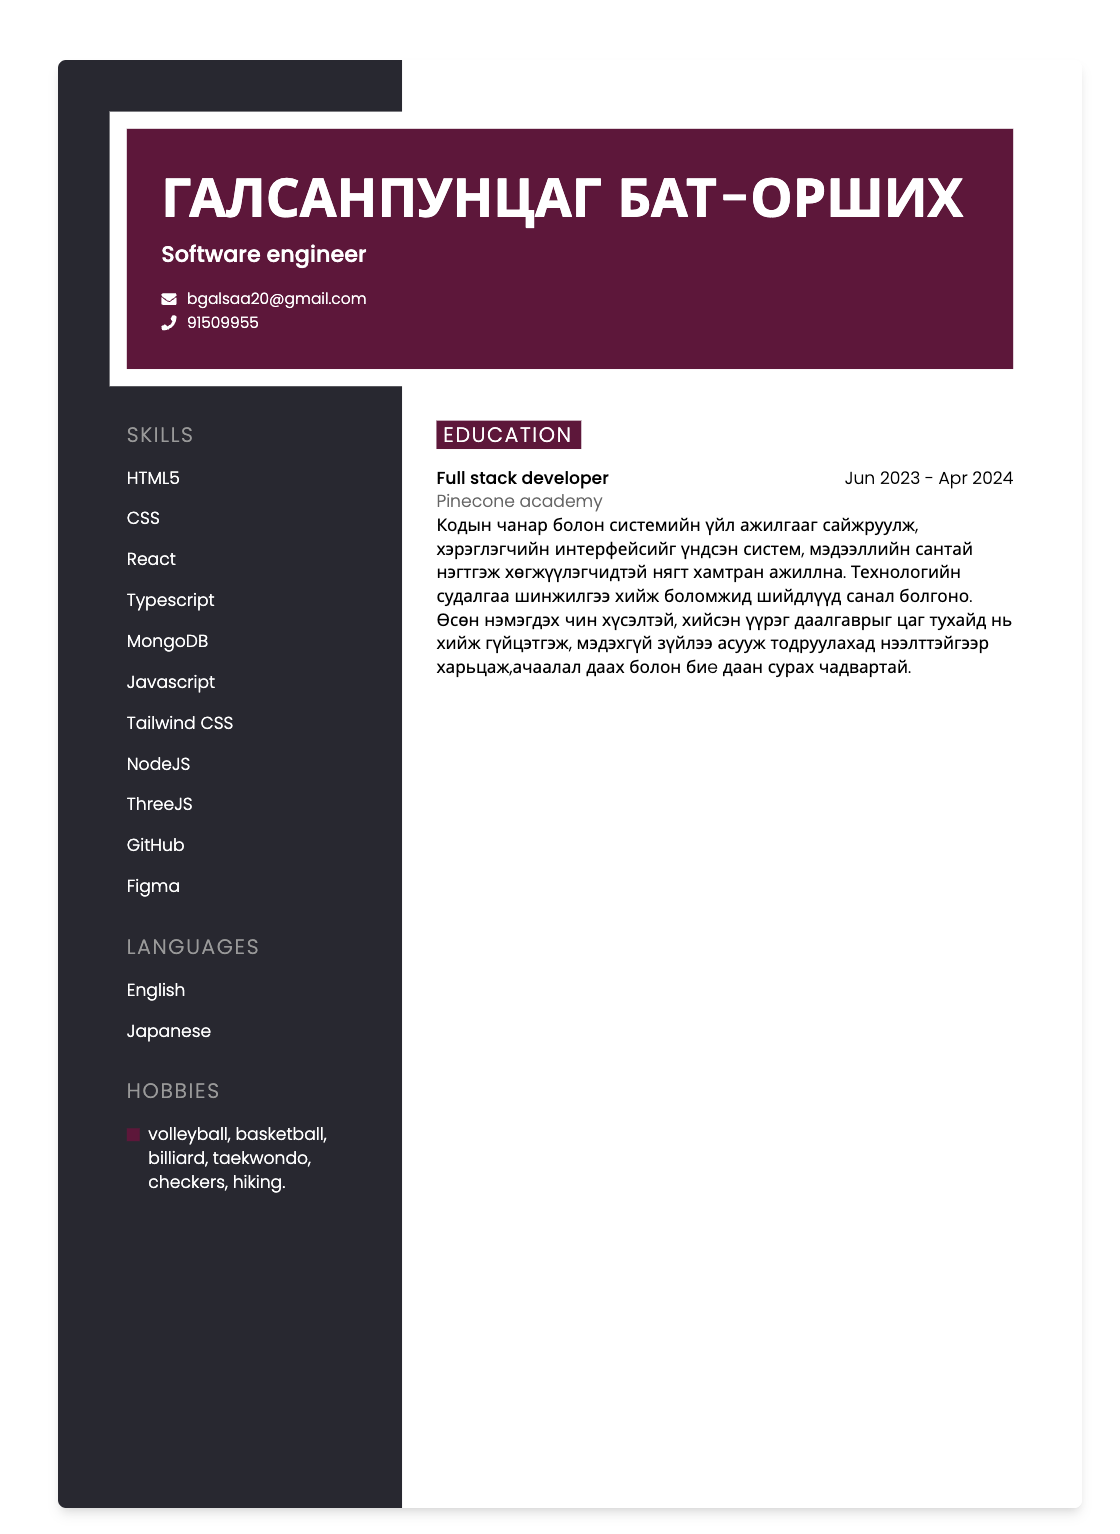 ГАЛСАНПУНЦАГ БАТ-ОРШИХ
Software engineer
bgalsaa20@gmail.com
91509955
SKILLS
HTML5
CSS
React
Typescript
MongoDB
Javascript
Tailwind CSS
NodeJS
ThreeJS
GitHub
Figma
LANGUAGES
English
Japanese
HOBBIES
volleyball, basketball,
billiard, taekwondo,
checkers, hiking.
EDUCATION
Full stack developer
Jun 2023 - Apr 2024
Pinecone academy
Кодын чанар болон системийн үйл ажилгааг сайжруулж,
хэрэглэгчийн интерфейсийг үндсэн систем, мэдээллийн сантай
нэгтгэж хөгжүүлэгчидтэй нягт хамтран ажиллна. Технологийн
судалгаа шинжилгээ хийж боломжид шийдлүүд санал болгоно.
Өсөн нэмэгдэх чин хүсэлтэй, хийсэн үүрэг даалгаврыг цаг тухайд нь
хийж гүйцэтгэж, мэдэхгүй зүйлээ асууж тодруулахад нээлттэйгээр
харьцаж,ачаалал даах болон бие даан сурах чадвартай.